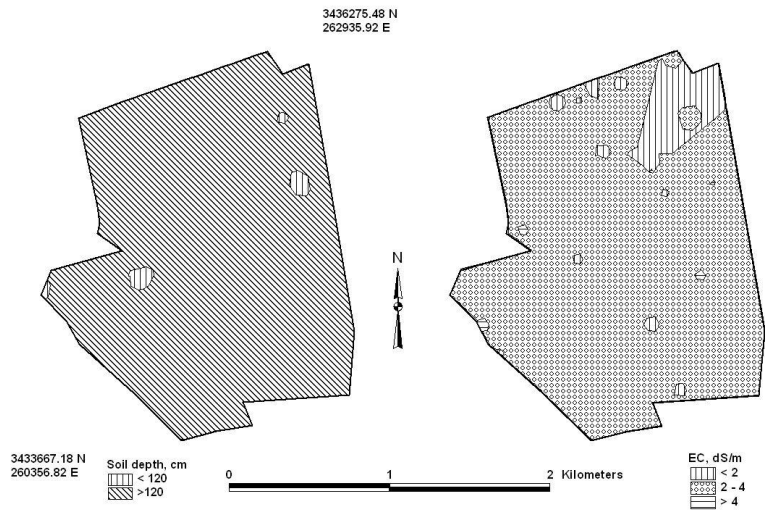 3436275.48 N
262935.92 E
N
3433667.18 N
260356.82 E
Soil depth, cm
< 120
>120
0 1 2 Kilometers
EC, dS/m
< 2
2 - 4
> 4